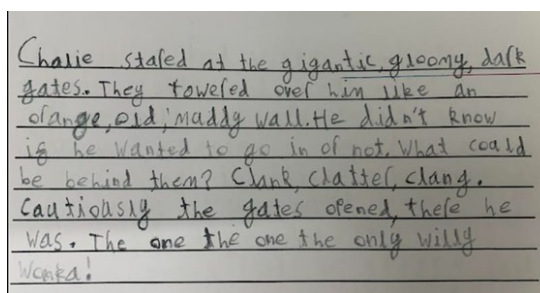 Chalie stared at the gigantic, gloomy, dark
gates. They towered over him like an
orange, old, maddy wall. He didn't know
if he wanted to go in or not. What coald
be behind them? Clank, clatter, clang.
Cautiously the gates opened, there he
was. The one the one the only willy
Wonka!